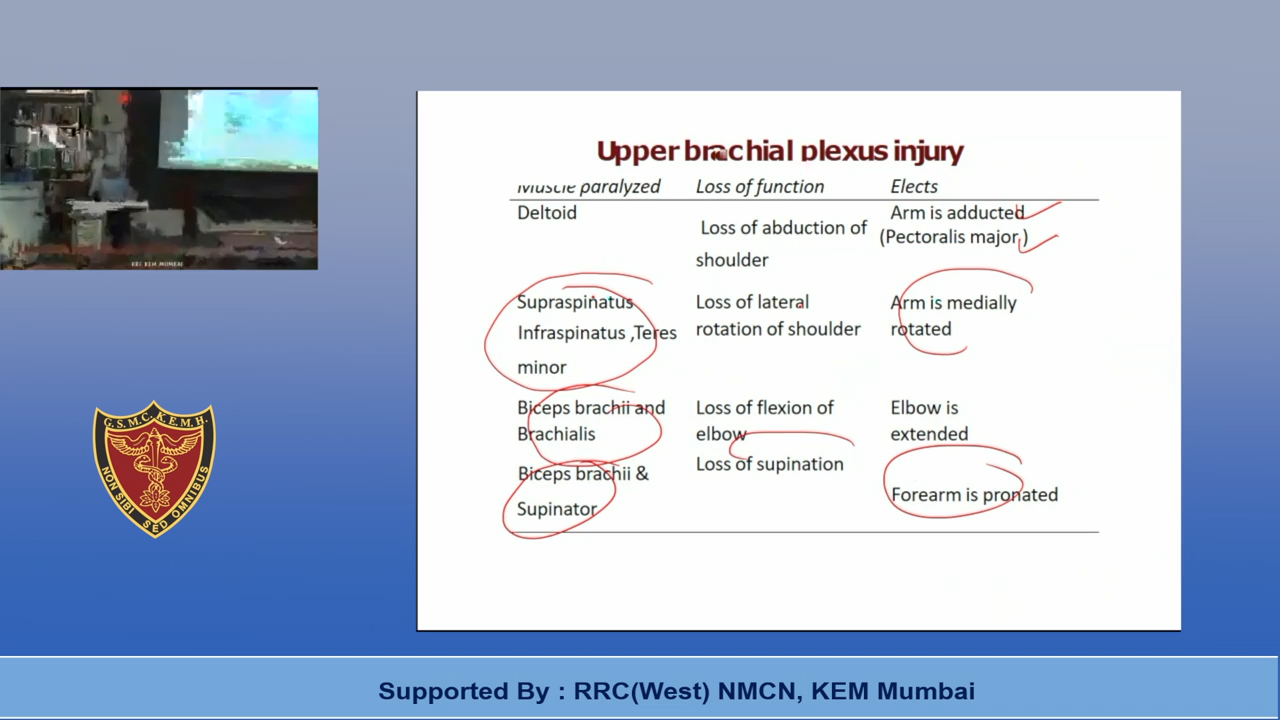 RRC KEM MUMBAI
G.S.M.C.K.E.M.H.
NON SIBI SED OMNIBUS
Upper brachial plexus injury
Muscle paralyzed Loss of function Elects
Deltoid Loss of abduction of shoulder Arm is adducted (Pectoralis major )
Supraspinatus Infraspinatus ,Teres minor Loss of lateral rotation of shoulder Arm is medially rotated
Biceps brachii and Brachialis Loss of flexion of elbow Elbow is extended
Biceps brachii & Supinator Loss of supination Forearm is pronated
Supported By : RRC(West) NMCN, KEM Mumbai